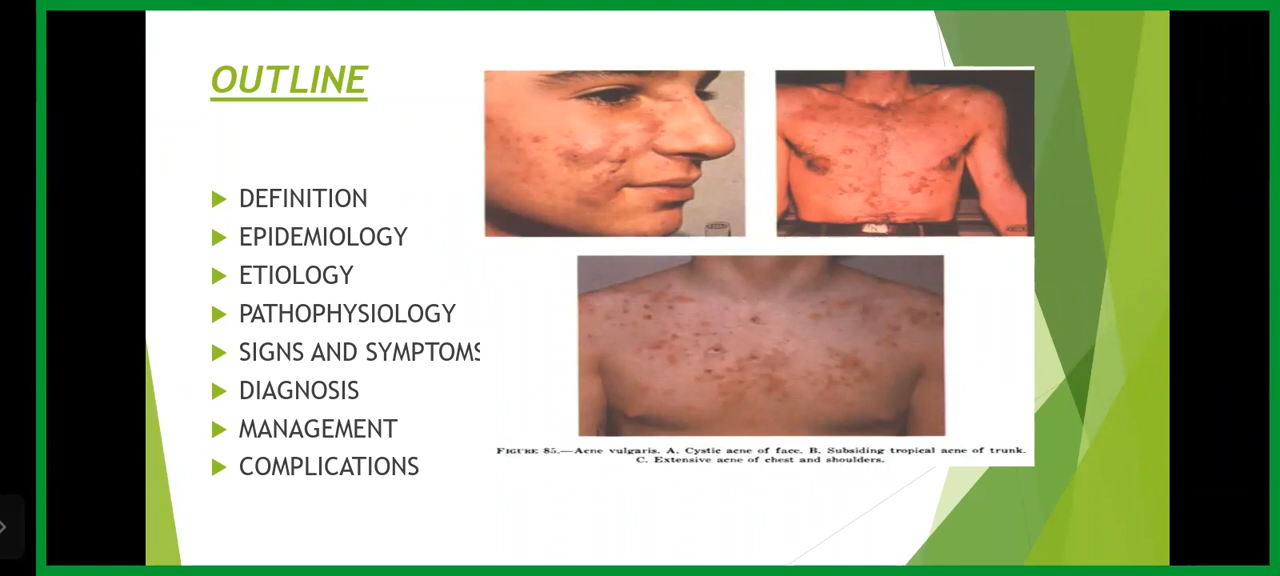 OUTLINE
DEFINITION
EPIDEMIOLOGY
ETIOLOGY
PATHOPHYSIOLOGY
SIGNS AND SYMPTOMS
DIAGNOSIS
MANAGEMENT
COMPLICATIONS
FIGURE 85.—Acne vulgaris. A. Cystic acne of face. B. Subsiding tropical acne of trunk.
C. Extensive acne of chest and shoulders.